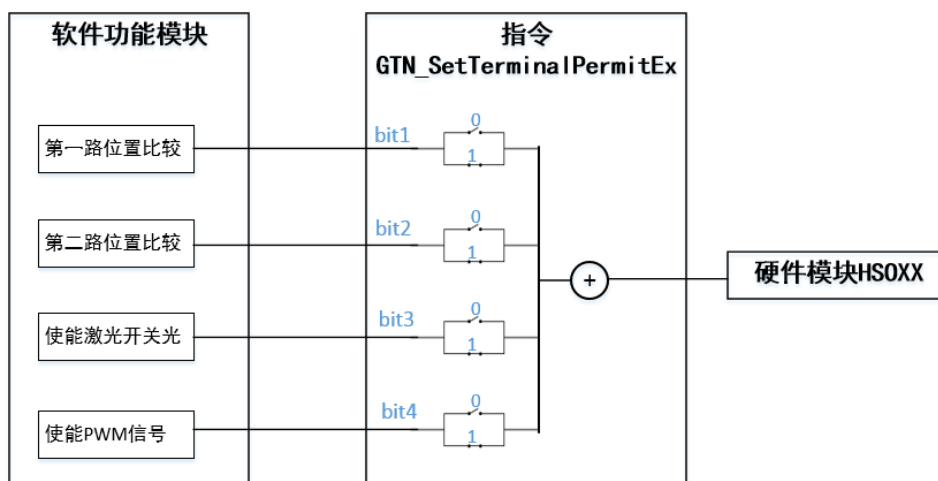 软件功能模块
指令
GTN_SetTerminalPermitEx
第一路位置比较
bit1
0
1
第二路位置比较
bit2
0
1
硬件模块HSOXX
+
使能激光开关光
bit3
0
1
使能PWM信号
bit4
0
1